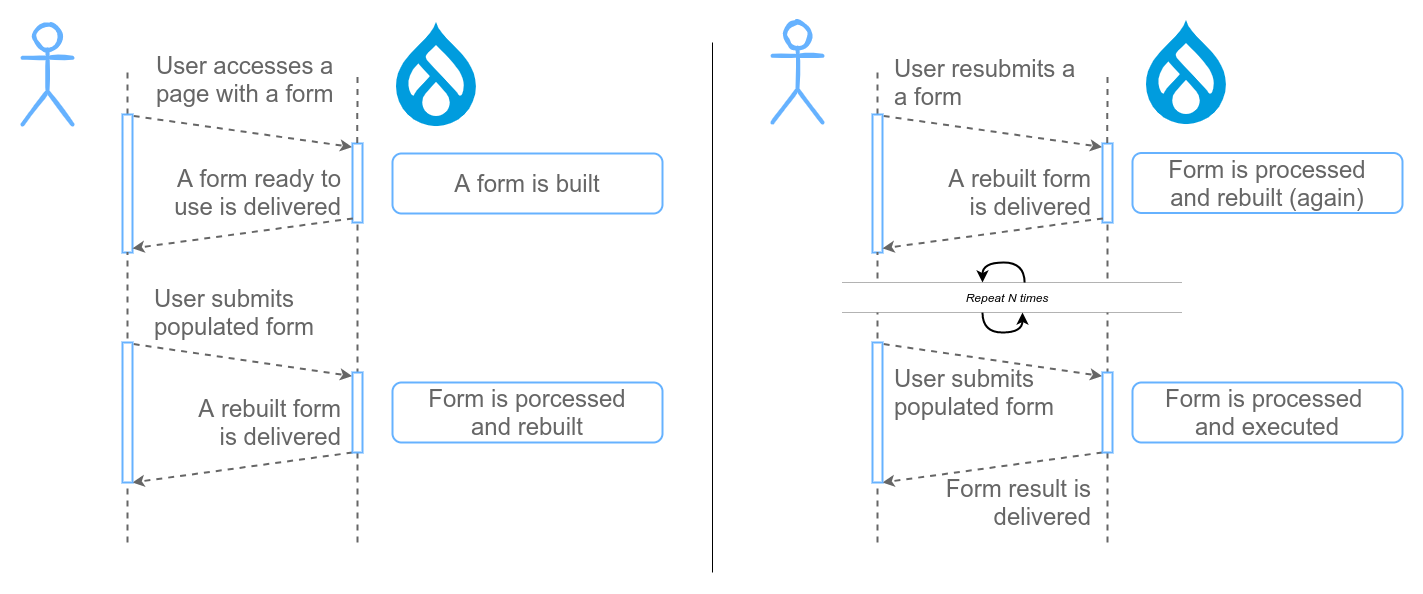 User accesses a
page with a form
A form ready to
use is delivered
A form is built
User submits
populated form
A rebuilt form
is delivered
Form is porcessed
and rebuilt
User resubmits a
a form
A rebuilt form
is delivered
Form is processed
and rebuilt (again)
Repeat N times
User submits
populated form
Form is processed
and executed
Form result is
delivered